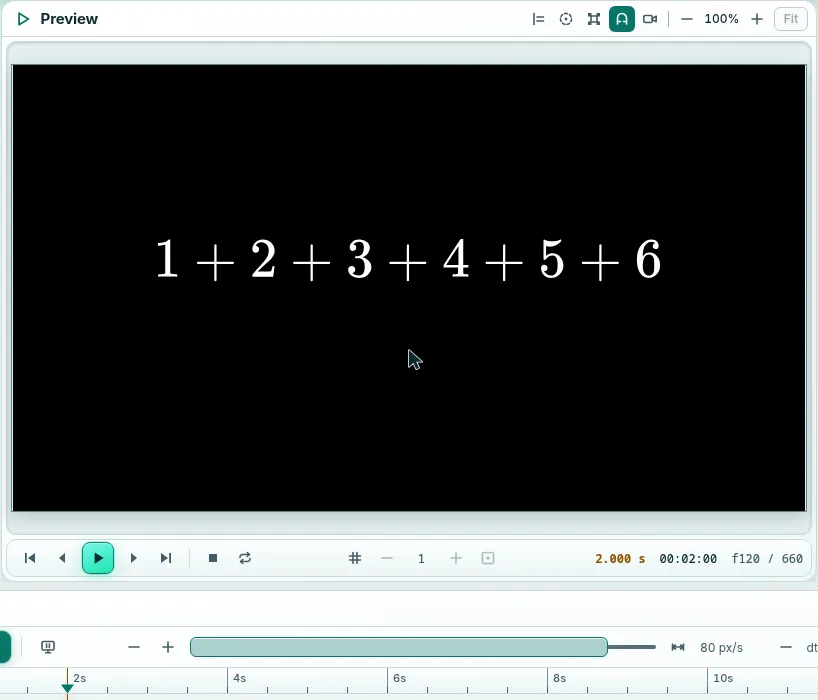 Preview
100%
Fit
1 + 2 + 3 + 4 + 5 + 6
1
2.000 s 00:02:00 f120 / 660
80 px/s
dt
2s 4s 6s 8s 10s